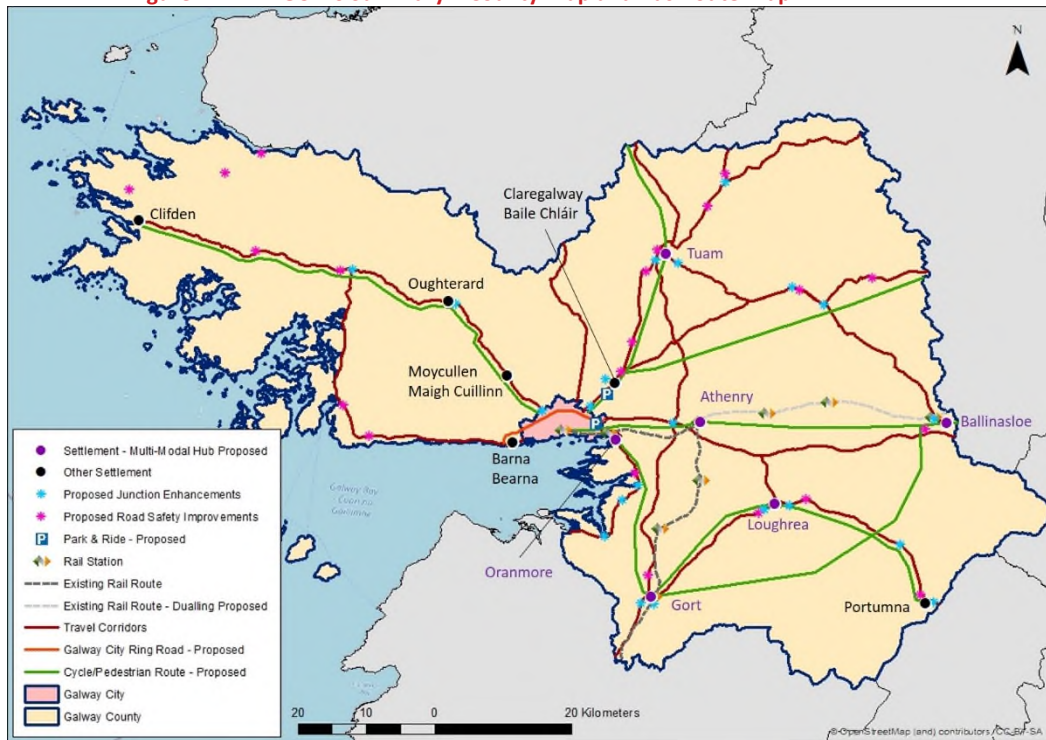 N
Claregalway
Baile Chláir
Clifden
Tuam
Oughterard
Moycullen
Maigh Cuillinn
Athenry
Ballinasloe
Barna
Bearna
Loughrea
Oranmore
Gort
Portumna
Galway Bay
P
P
Settlement - Multi-Modal Hub Proposed
Other Settlement
Proposed Junction Enhancements
Proposed Road Safety Improvements
P Park & Ride - Proposed
Rail Station
Existing Rail Route
Existing Rail Route - Dualling Proposed
Travel Corridors
Galway City Ring Road - Proposed
Cycle/Pedestrian Route - Proposed
Galway City
Galway County
20 10 0 20 Kilometers
© OpenStreetMap (and) contributors, CC-BY-SA